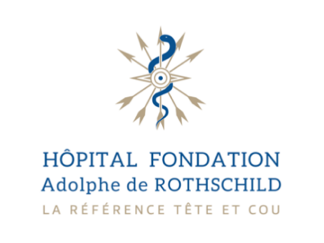 HÔPITAL FONDATION
Adolphe de ROTHSCHILD
LA RÉFÉRENCE TÊTE ET COU